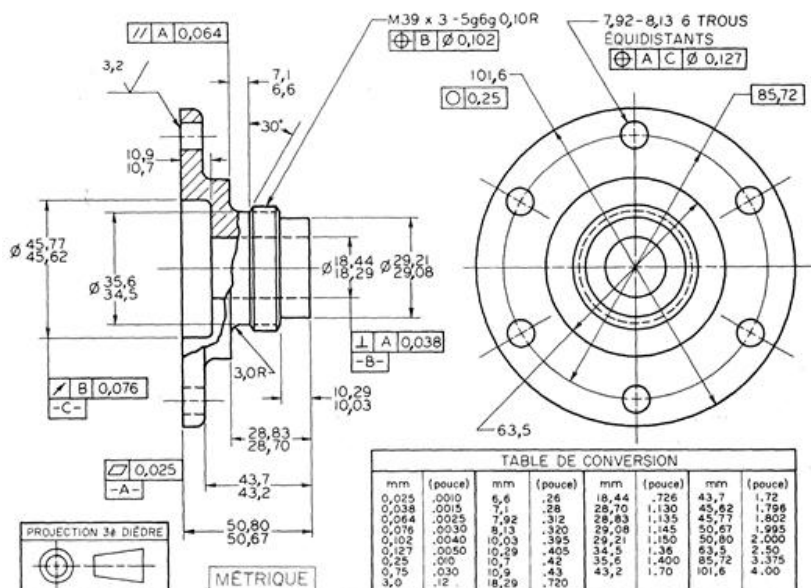 // A 0,064
M39 x 3 -5g6g 0,10R
⌖ B Ø 0,102
7,92-8,13 6 TROUS
ÉQUIDISTANTS
⌖ A C Ø 0,127
3,2
7,1
6,6
30°
101,6
○ 0,25
85,72
10,9
10,7
Ø 45,77
45,62
Ø 35,6
34,5
Ø 18,44
18,29
Ø 29,21
29,08
⊥ A 0,038
-B-
3,0R
↗ B 0,076
-C-
10,29
10,03
63,5
28,83
28,70
⏥ 0,025
-A-
43,7
43,2
50,80
50,67
PROJECTION 3è DIÈDRE
MÉTRIQUE
TABLE DE CONVERSION
mm (pouce) mm (pouce) mm (pouce) mm (pouce)
0,025 .0010 6,6 .26 18,44 .726 43,7 1.72
0,038 .0015 7,1 .28 28,70 1.130 45,62 1.796
0,064 .0025 7,92 .312 28,83 1.135 45,77 1.802
0,076 .0030 8,13 .320 29,08 1.145 50,67 1.995
0,102 .0040 10,03 .395 29,21 1.150 50,80 2.000
0,127 .0050 10,29 .405 34,5 1.36 63,5 2.50
0,25 .010 10,7 .42 35,6 1.400 85,72 3.375
0,75 .030 10,9 .43 43,2 1.70 101,6 4.00
3,0 .12 18,29 .720